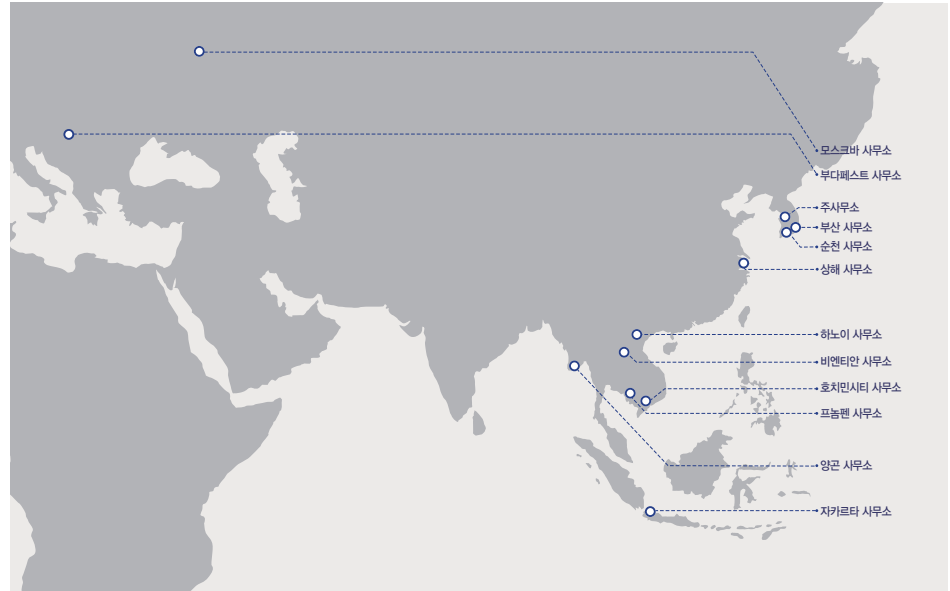 모스크바 사무소
부다페스트 사무소
주사무소
부산 사무소
순천 사무소
상해 사무소
하노이 사무소
비엔티안 사무소
호치민시티 사무소
프놈펜 사무소
양곤 사무소
자카르타 사무소